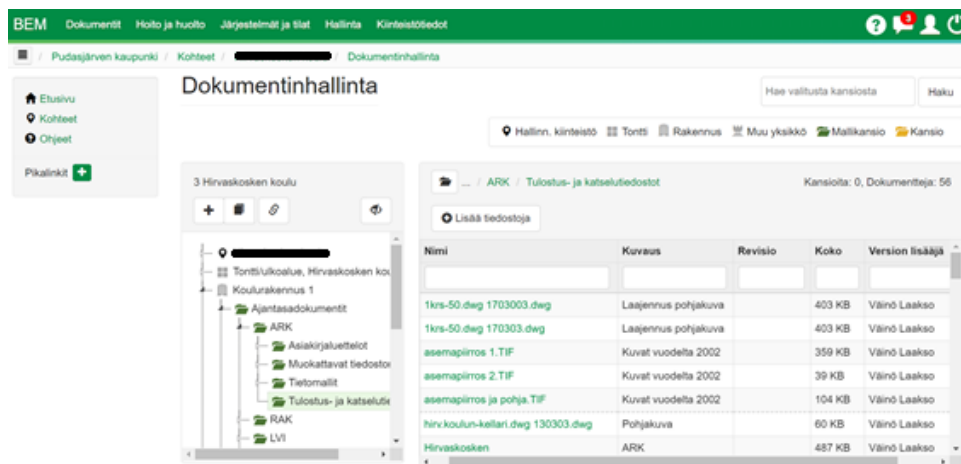 BEM Dokumentit Hoito ja huolto Järjestelmät ja tilat Hallinta Kiinteistötiedot
3
/ Pudasjärven kaupunki / Kohteet / / Dokumentinhallinta
Etusivu
Kohteet
Ohjeet
Pikalinkit
Dokumentinhallinta
Hae valitusta kansiosta Haku
Hallinn. kiinteistö Tontti Rakennus Muu yksikkö Mallikansio Kansio
3 Hirvaskosken koulu
Tontti/ulkoalue, Hirvaskosken kou
Koulurakennus 1
Ajantasadokumentit
ARK
Asiakirjaluettelot
Muokattavat tiedostot
Tietomallit
Tulostus- ja katselutie
RAK
LVI
... / ARK / Tulostus- ja katselutiedostot Kansioita: 0, Dokumentteja: 56
Lisää tiedostoja
Nimi Kuvaus Revisio Koko Version lisääjä
1krs-50.dwg 1703003.dwg Laajennus pohjakuva 403 KB Väinö Laakso
1krs-50.dwg 170303.dwg Laajennus pohjakuva 403 KB Väinö Laakso
asemapiirros 1.TIF Kuvat vuodelta 2002 359 KB Väinö Laakso
asemapiirros 2.TIF Kuvat vuodelta 2002 39 KB Väinö Laakso
asemapiirros ja pohja.TIF Kuvat vuodelta 2002 104 KB Väinö Laakso
hirv.koulun-kellari.dwg 130303.dwg Pohjakuva 60 KB Väinö Laakso
Hirvaskosken ARK 487 KB Väinö Laakso